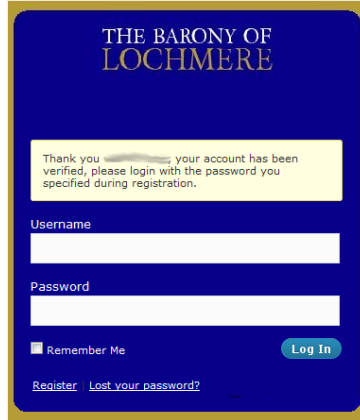 THE BARONY OF
LOCHMERE
Thank you , your account has been
verified, please login with the password you
specified during registration.
Username
Password
Remember Me
Log In
Register | Lost your password?